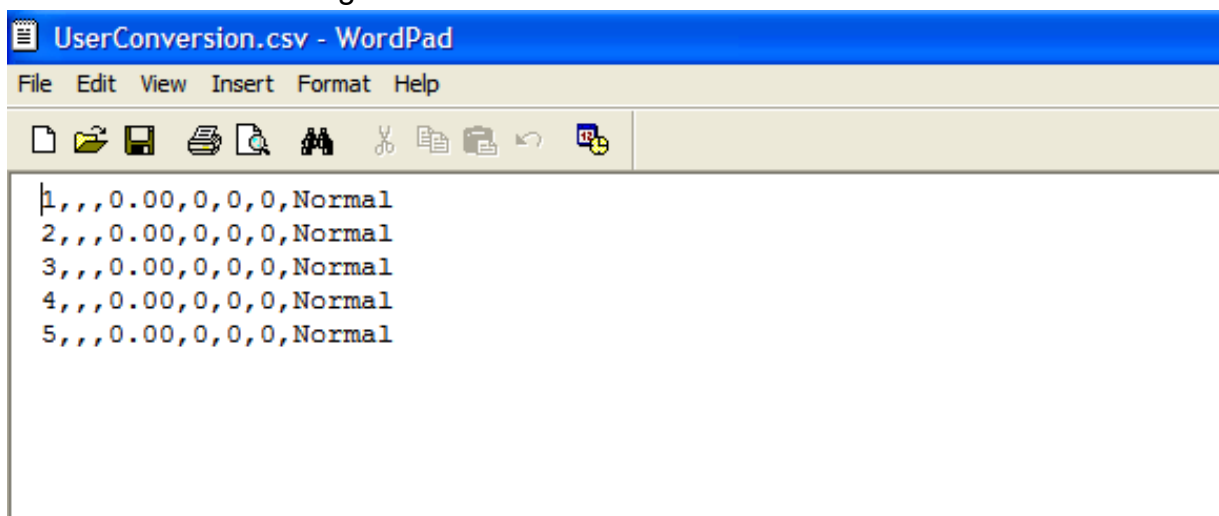 UserConversion.csv - WordPad
File Edit View Insert Format Help
1,,,0.00,0,0,0,Normal
2,,,0.00,0,0,0,Normal
3,,,0.00,0,0,0,Normal
4,,,0.00,0,0,0,Normal
5,,,0.00,0,0,0,Normal